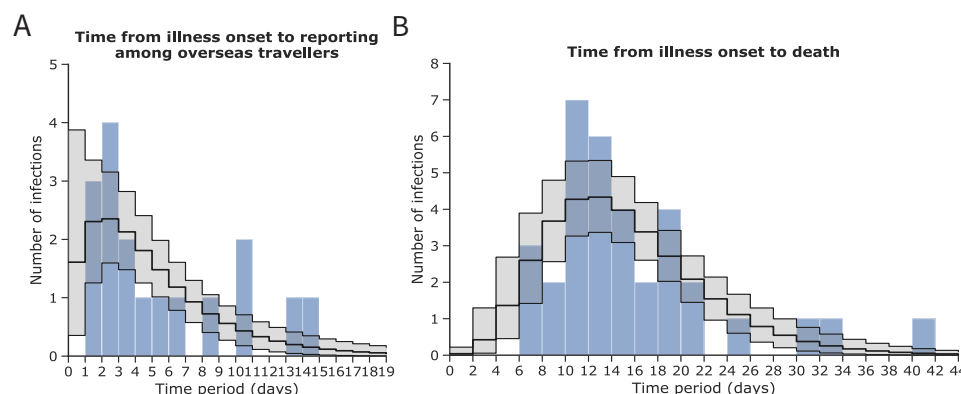 A
Time from illness onset to reporting
among overseas travellers
Number of infections
5
4
3
2
1
0
0 1 2 3 4 5 6 7 8 9 10 11 12 13 14 15 16 17 18 19
Time period (days)
B
Time from illness onset to death
Number of infections
8
7
6
5
4
3
2
1
0
0 2 4 6 8 10 12 14 16 18 20 22 24 26 28 30 32 34 36 38 40 42 44
Time period (days)